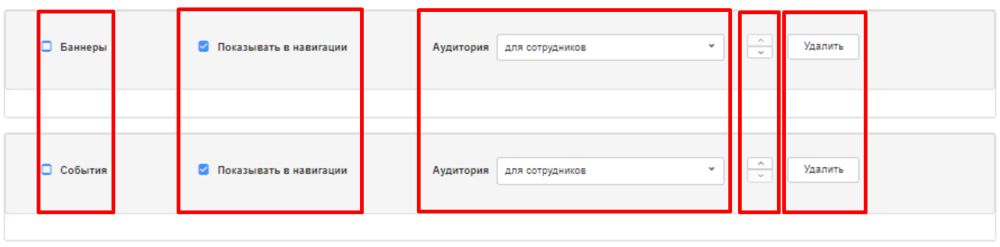 Баннеры Показывать в навигации Аудитория для сотрудников Удалить
События Показывать в навигации Аудитория для сотрудников Удалить